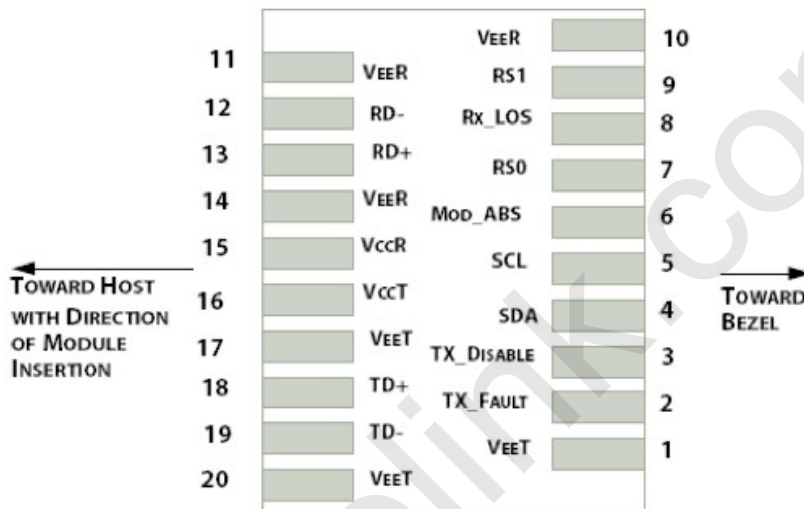 11 VEER
12 RD-
13 RD+
14 VEER
15 VCCR
16 VCCT
17 VEET
18 TD+
19 TD-
20 VEET
VEER 10
RS1 9
RX_LOS 8
RS0 7
MOD_ABS 6
SCL 5
SDA 4
TX_DISABLE 3
TX_FAULT 2
VEET 1
TOWARD HOST
WITH DIRECTION
OF MODULE
INSERTION
TOWARD
BEZEL
elink.co